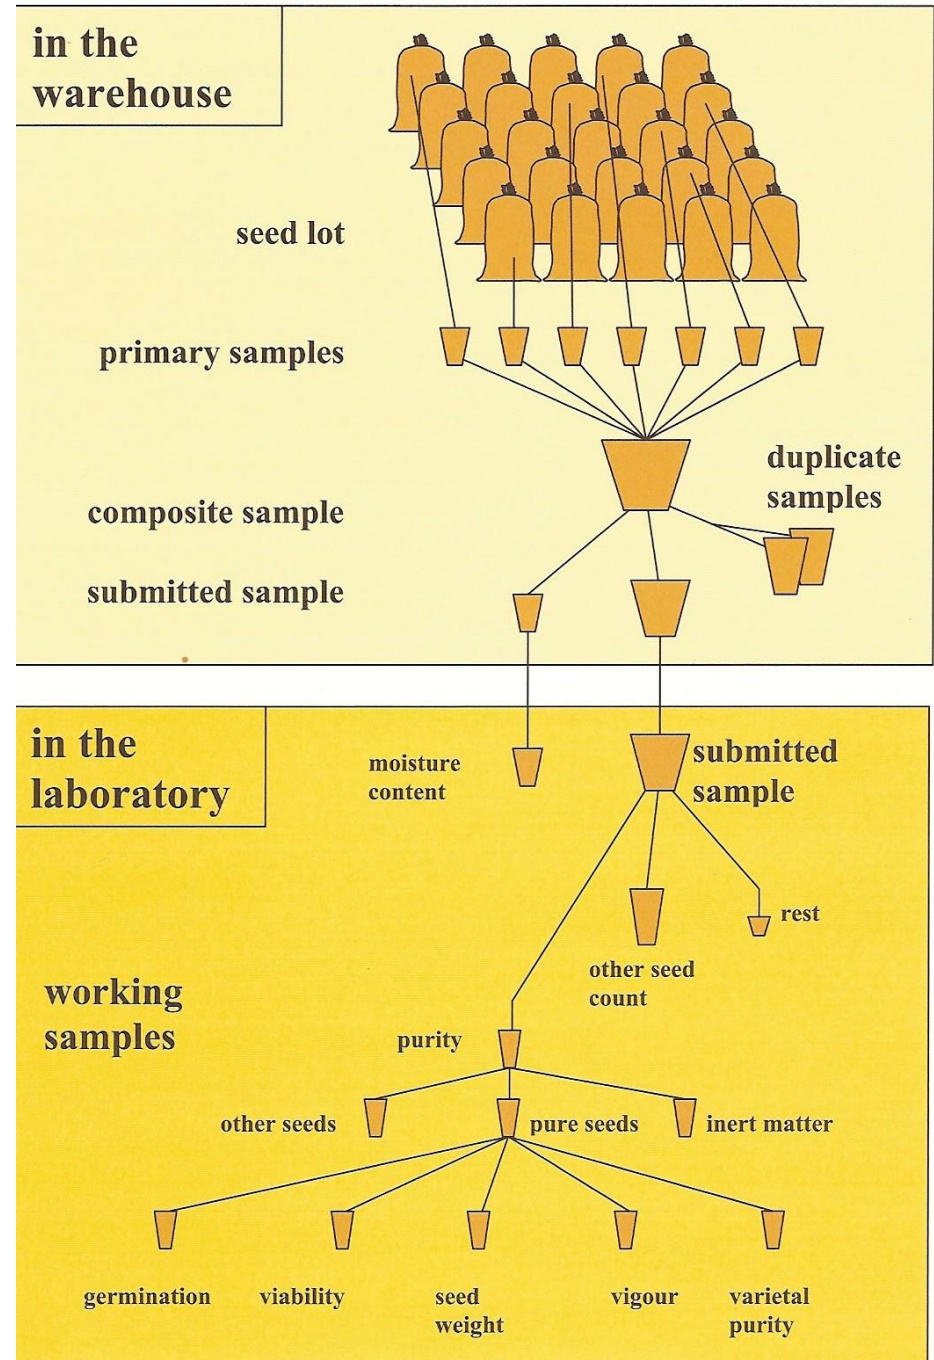 in the
warehouse
seed lot
primary samples
duplicate
samples
composite sample
submitted sample
in the
laboratory
moisture
content
submitted
sample
rest
other seed
count
working
samples
purity
other seeds
pure seeds
inert matter
germination
viability
seed
weight
vigour
varietal
purity